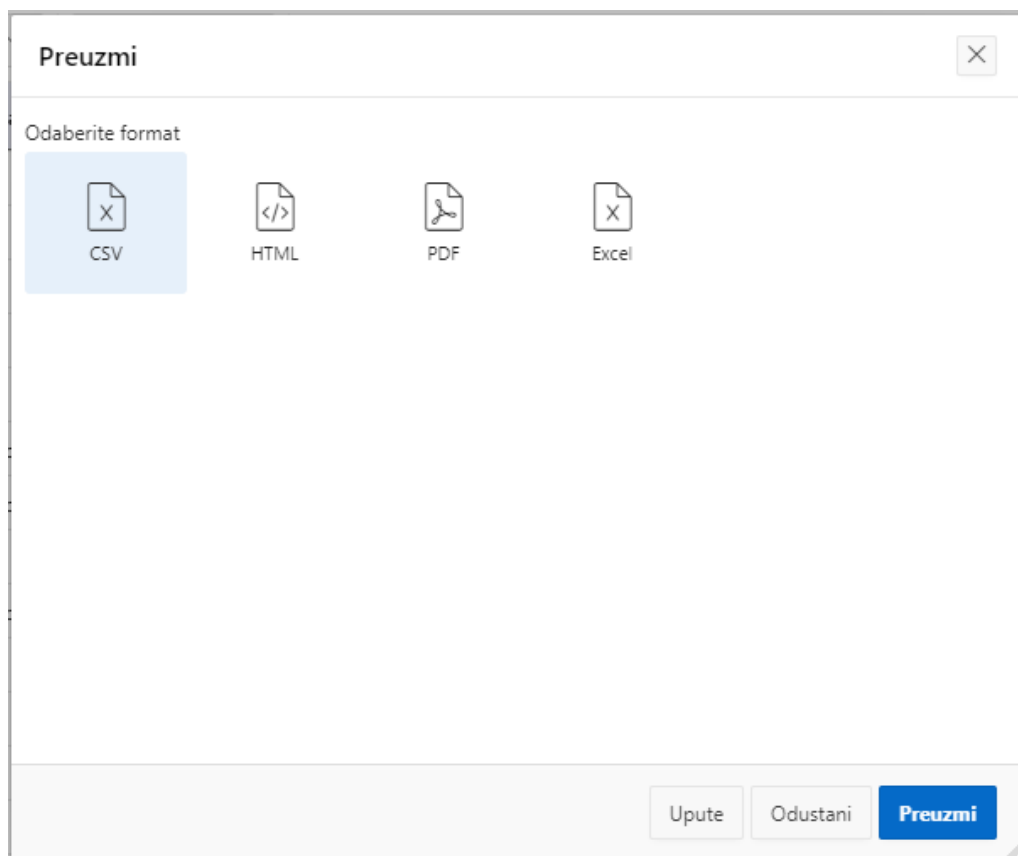 Preuzmi
Odaberite format
CSV HTML PDF Excel
Upute Odustani Preuzmi